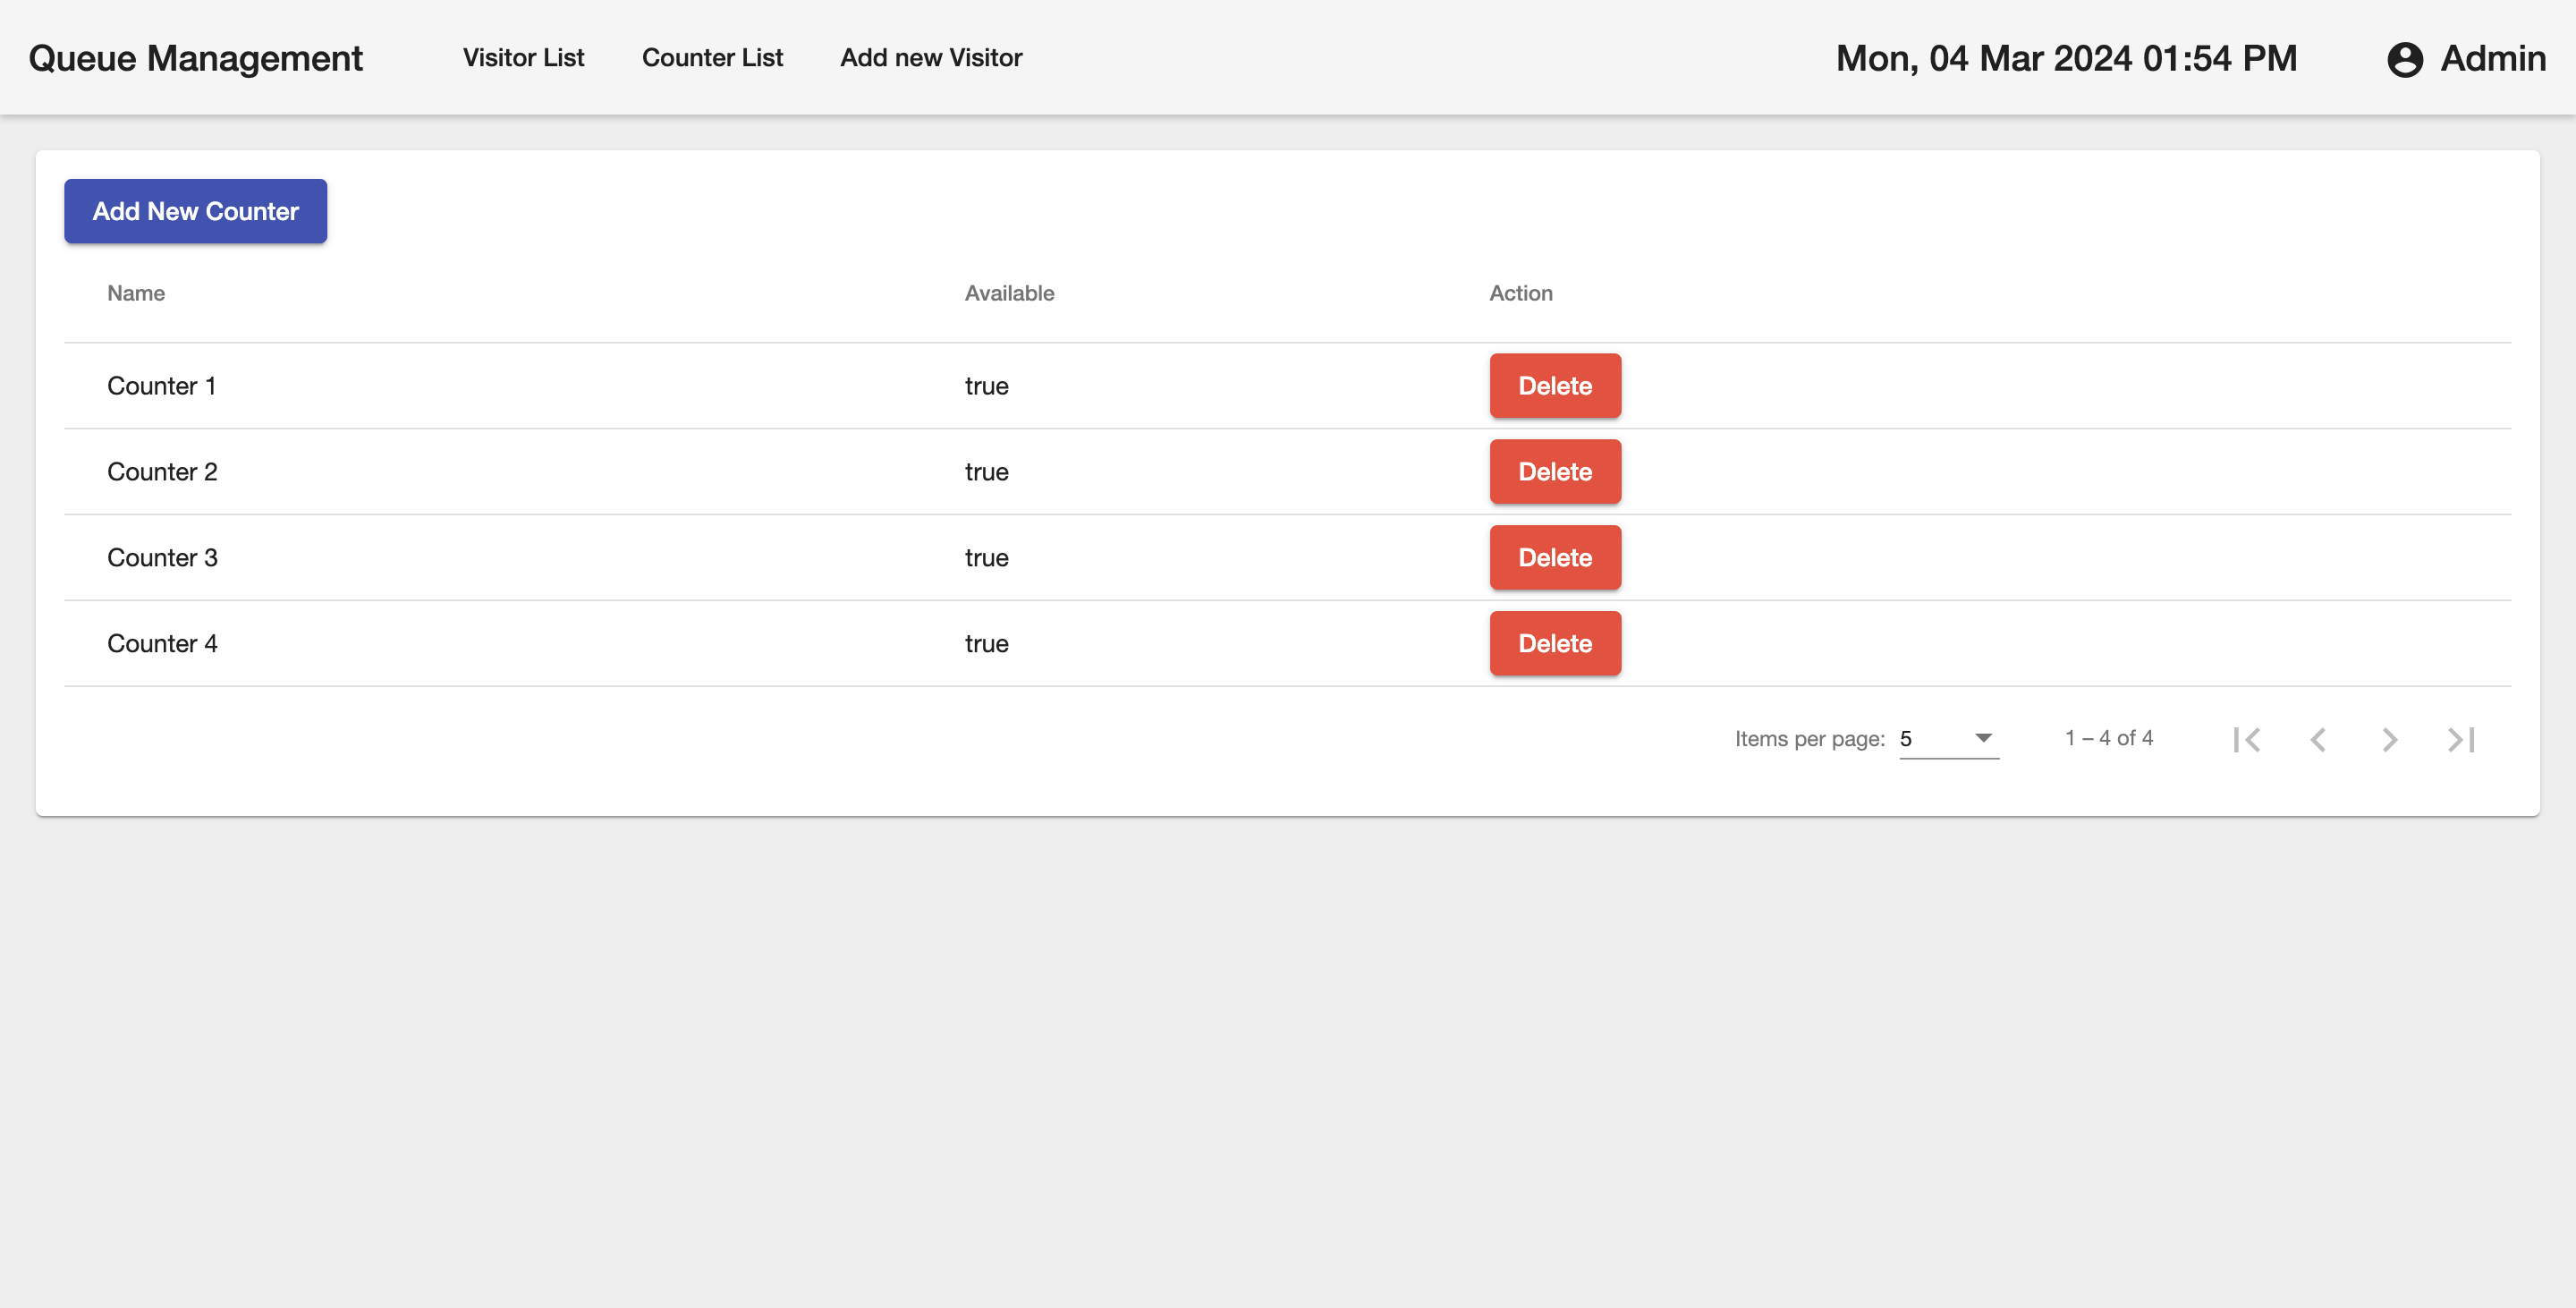 Queue Management Visitor List Counter List Add new Visitor Mon, 04 Mar 2024 01:54 PM Admin
Add New Counter
Name Available Action
Counter 1 true Delete
Counter 2 true Delete
Counter 3 true Delete
Counter 4 true Delete
Items per page: 5 1 – 4 of 4